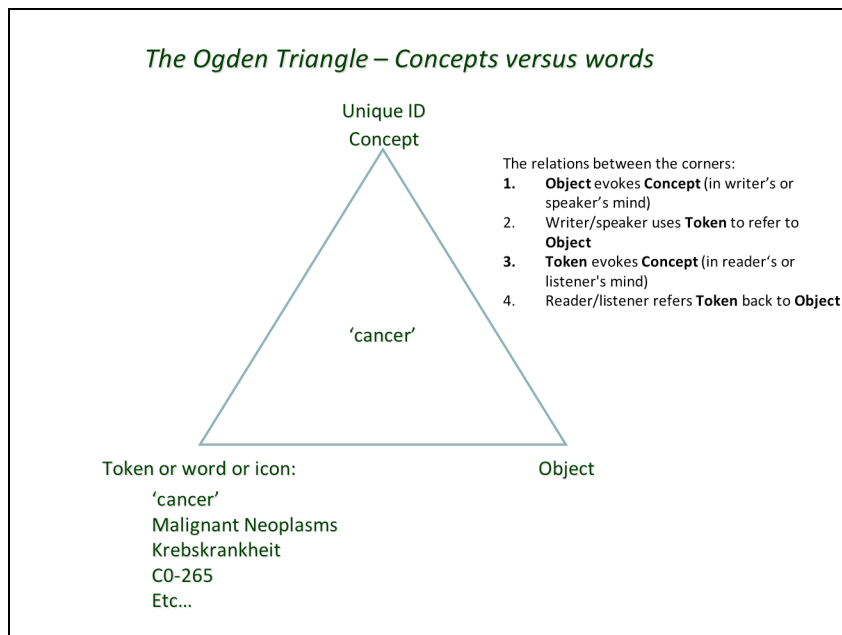 The Ogden Triangle – Concepts versus words
Unique ID
Concept
The relations between the corners:
1. Object evokes Concept (in writer's or
speaker's mind)
2. Writer/speaker uses Token to refer to
Object
3. Token evokes Concept (in reader‘s or
listener's mind)
4. Reader/listener refers Token back to Object
‘cancer’
Token or word or icon:
‘cancer’
Malignant Neoplasms
Krebskrankheit
C0-265
Etc…
Object